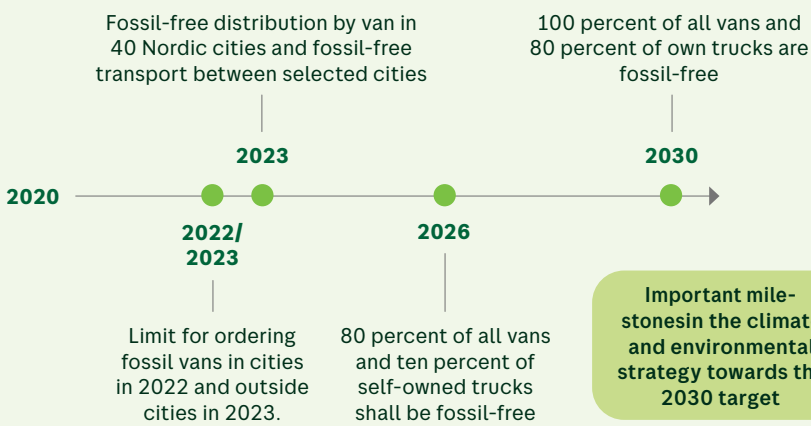 Fossil-free distribution by van in
40 Nordic cities and fossil-free
transport between selected cities
100 percent of all vans and
80 percent of own trucks are
fossil-free
2023
2030
2020
2022/
2023
2026
Limit for ordering
fossil vans in cities
in 2022 and outside
cities in 2023.
80 percent of all vans
and ten percent of
self-owned trucks
shall be fossil-free
Important mile-
stonesin the climat
and environmental
strategy towards th
2030 target